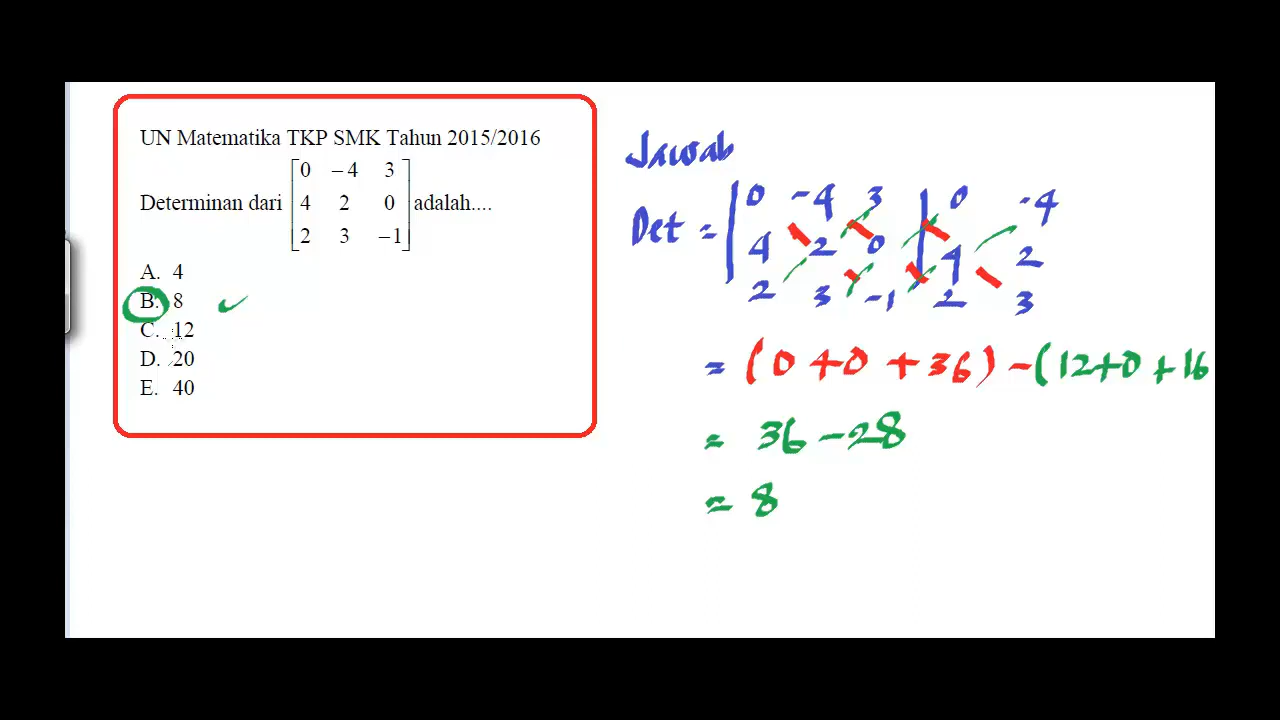 UN Matematika TKP SMK Tahun 2015/2016
0 −4 3
Determinan dari 4 2 0 adalah....
2 3 −1
A. 4
B. 8 ✓
C. 12
D. 20
E. 40
Jawab
Det = | 0 -4 3 | 0 -4
4 2 0 | 4 2
2 3 -1 2 3
= (0 + 0 + 36) - (12 + 0 + 16
= 36 - 28
= 8